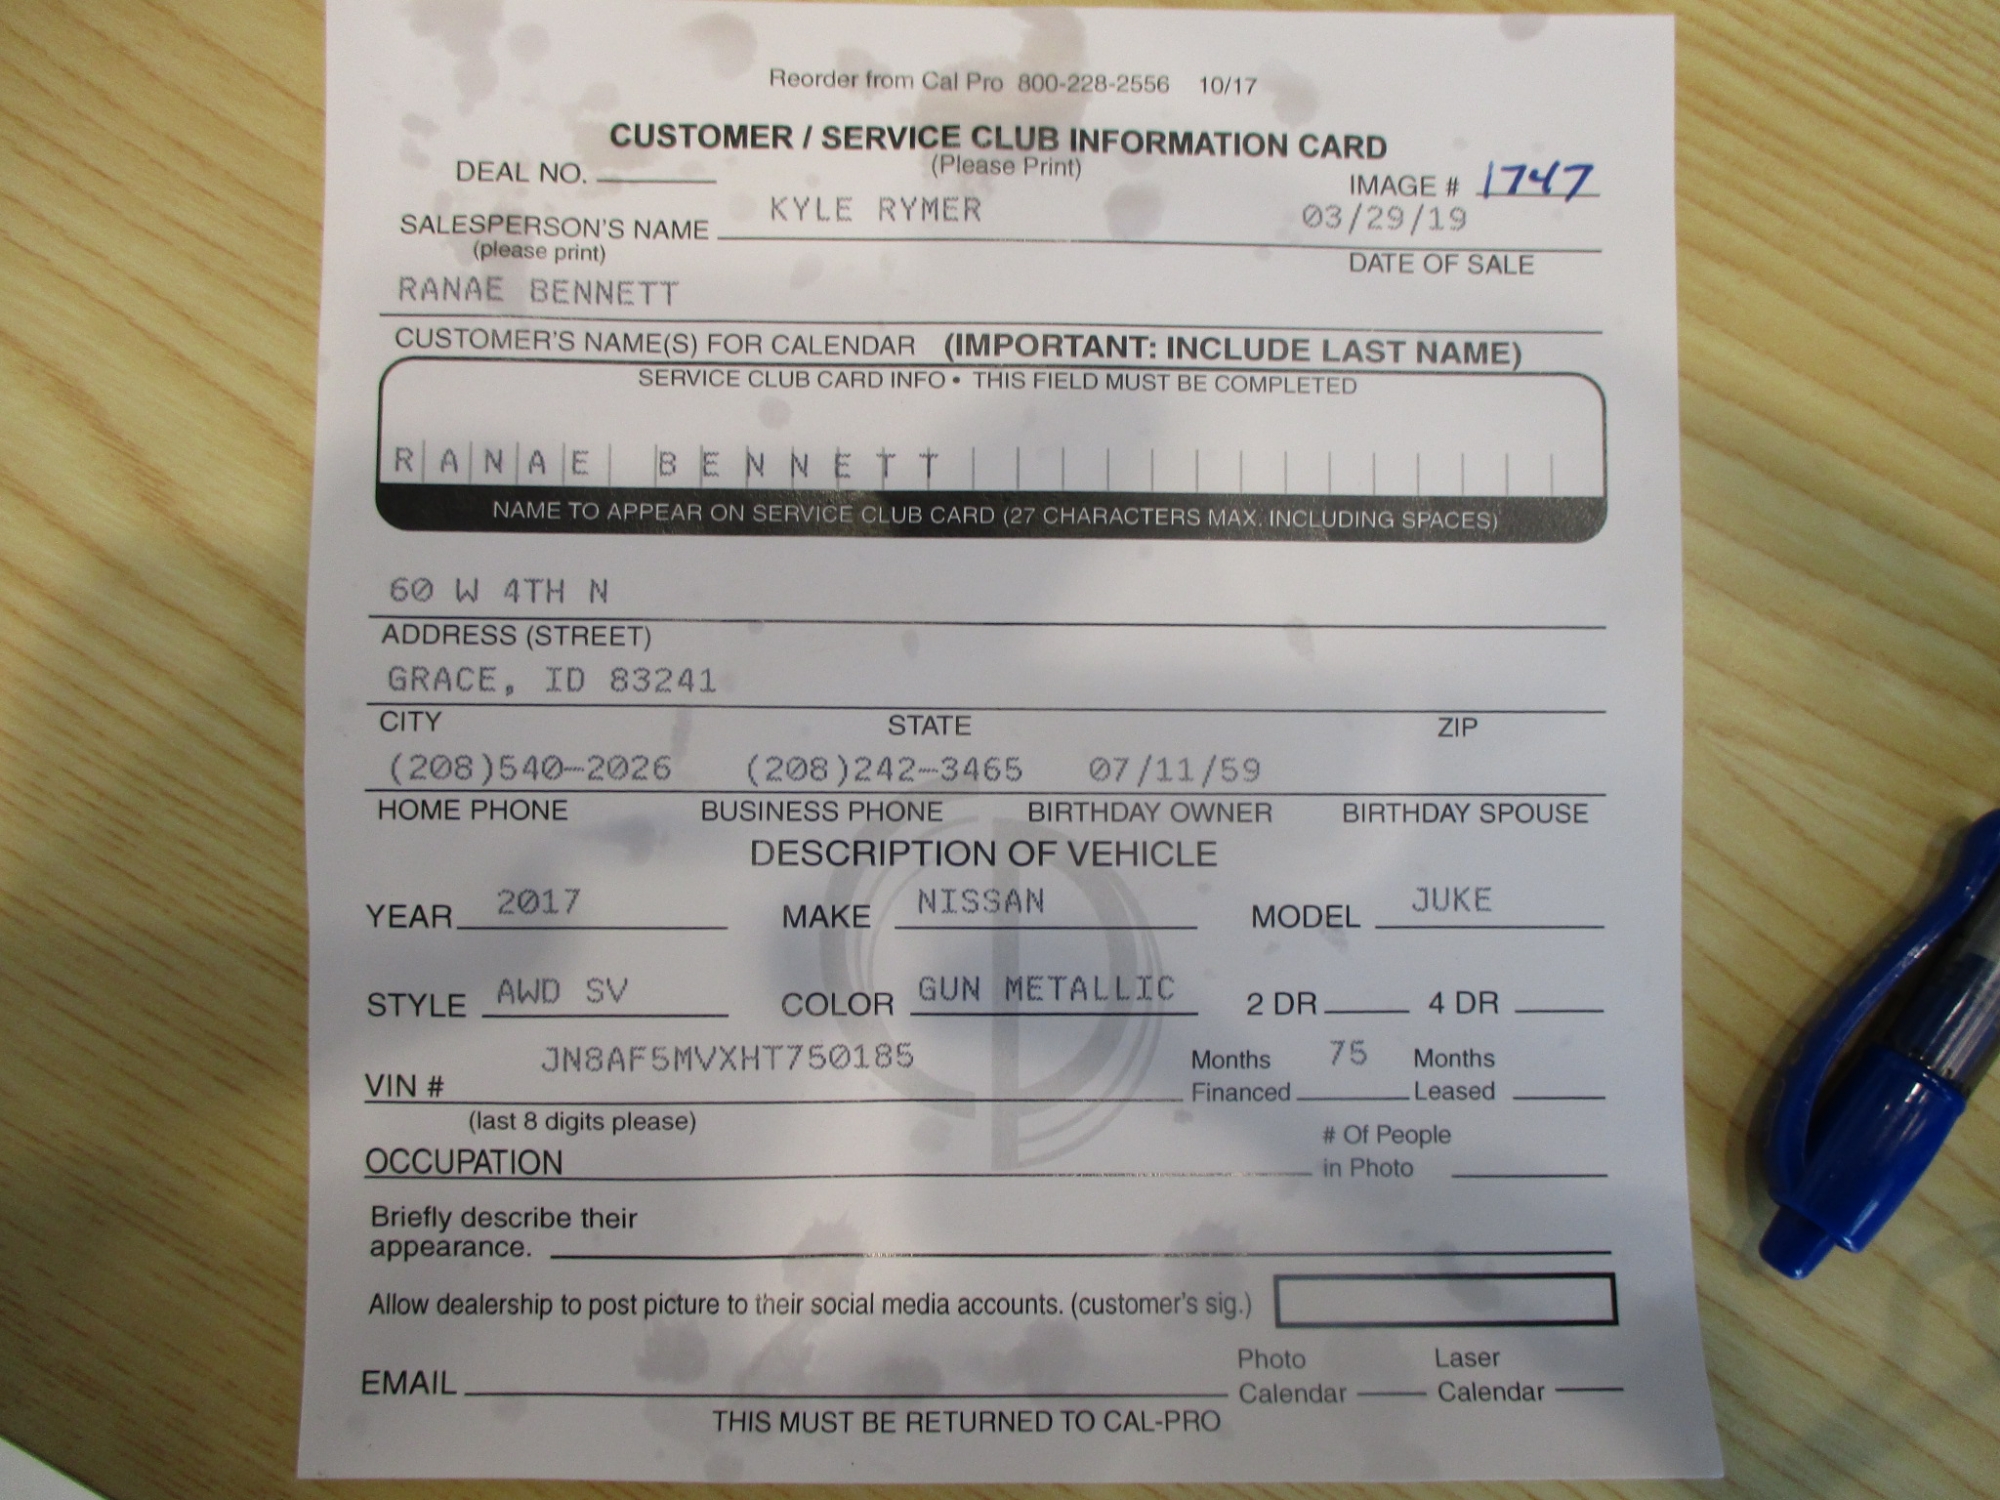 Reorder from Cal Pro 800-228-2556 10/17
CUSTOMER / SERVICE CLUB INFORMATION CARD
(Please Print)
DEAL NO.
IMAGE # 1747
SALESPERSON'S NAME KYLE RYMER 03/29/19
(please print)
DATE OF SALE
RANAE BENNETT
CUSTOMER'S NAME(S) FOR CALENDAR (IMPORTANT: INCLUDE LAST NAME)
SERVICE CLUB CARD INFO • THIS FIELD MUST BE COMPLETED
RANAE BENNETT
NAME TO APPEAR ON SERVICE CLUB CARD (27 CHARACTERS MAX. INCLUDING SPACES)
60 W 4TH N
ADDRESS (STREET)
GRACE, ID 83241
CITY STATE ZIP
(208)540-2026 (208)242-3465 07/11/59
HOME PHONE BUSINESS PHONE BIRTHDAY OWNER BIRTHDAY SPOUSE
DESCRIPTION OF VEHICLE
YEAR 2017 MAKE NISSAN MODEL JUKE
STYLE AWD SV COLOR GUN METALLIC 2 DR 4 DR
VIN # JN8AF5MVXHT750185 Months Financed 75 Months Leased
(last 8 digits please)
OCCUPATION # Of People in Photo
Briefly describe their
appearance.
Allow dealership to post picture to their social media accounts. (customer's sig.)
EMAIL Photo Calendar Laser Calendar
THIS MUST BE RETURNED TO CAL-PRO